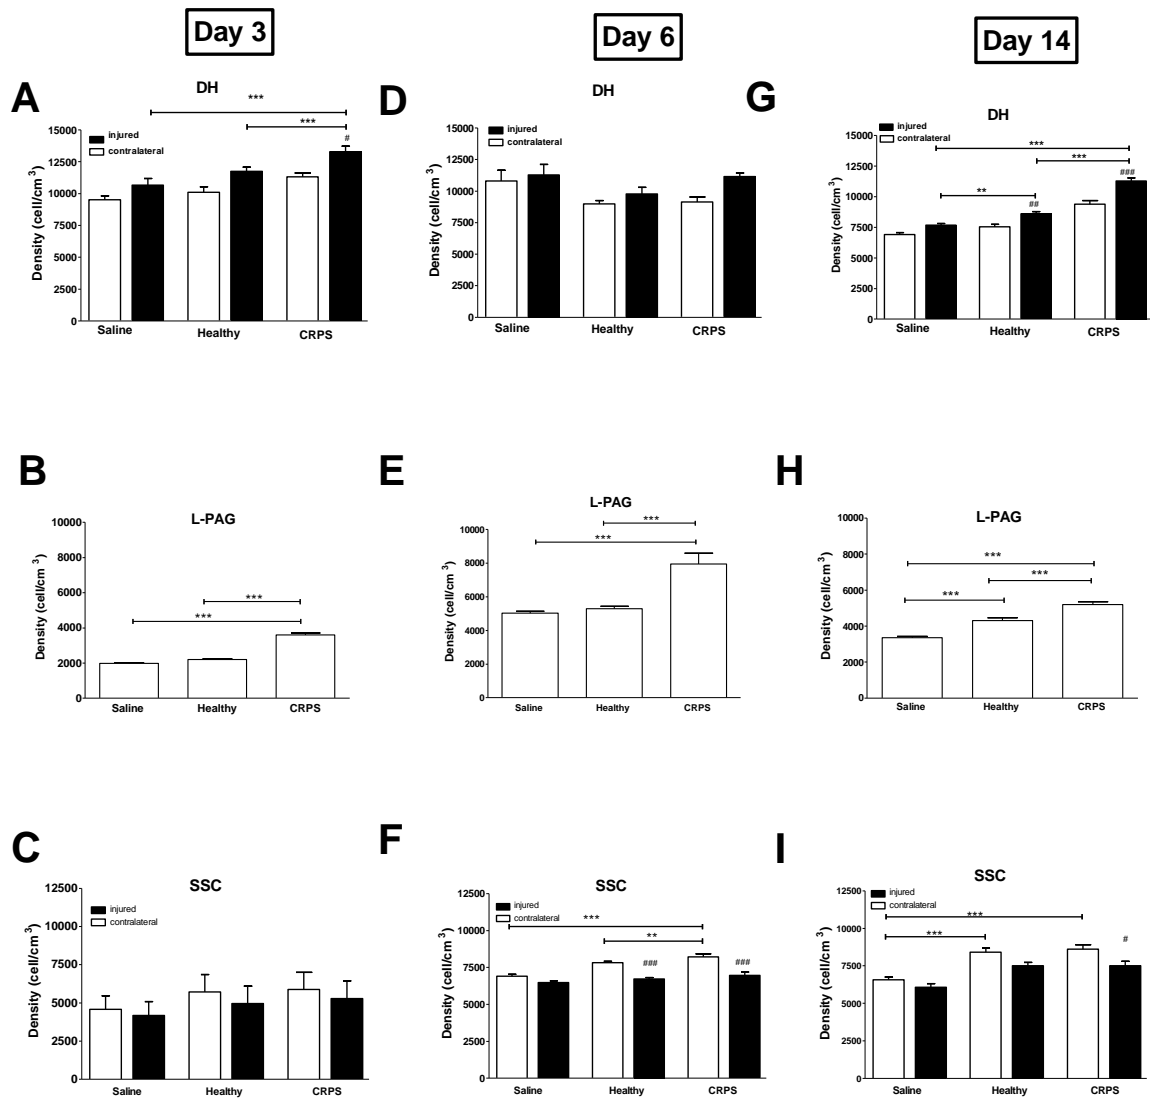 Day 3
Day 6
Day 14
A
DH
***
***
#
injured
contralateral
Density (cell/cm 3)
15000
12500
10000
7500
5000
2500
0
Saline
Healthy
CRPS
D
DH
injured
contralateral
Density (cell/cm 3)
15000
12500
10000
7500
5000
2500
0
Saline
Healthy
CRPS
G
DH
injured
contralateral
***
***
###
**
##
Density (cell/cm 3)
15000
12500
10000
7500
5000
2500
0
Saline
Healthy
CRPS
B
L-PAG
***
***
Density (cell/cm 3)
10000
8000
6000
4000
2000
0
Saline
Healthy
CRPS
E
L-PAG
***
***
Density (cell/cm 3)
10000
8000
6000
4000
2000
0
Saline
Healthy
CRPS
H
L-PAG
***
***
***
Density (cell/cm 3)
10000
8000
6000
4000
2000
0
Saline
Healthy
CRPS
C
SSC
injured
contralateral
Density (cell/cm 3)
12500
10000
7500
5000
2500
0
Saline
Healthy
CRPS
F
SSC
injured
contralateral
***
**
###
###
Density (cell/cm 3)
12500
10000
7500
5000
2500
0
Saline
Healthy
CRPS
I
SSC
injured
contralateral
***
***
#
Density (cell/cm 3)
12500
10000
7500
5000
2500
0
Saline
Healthy
CRPS